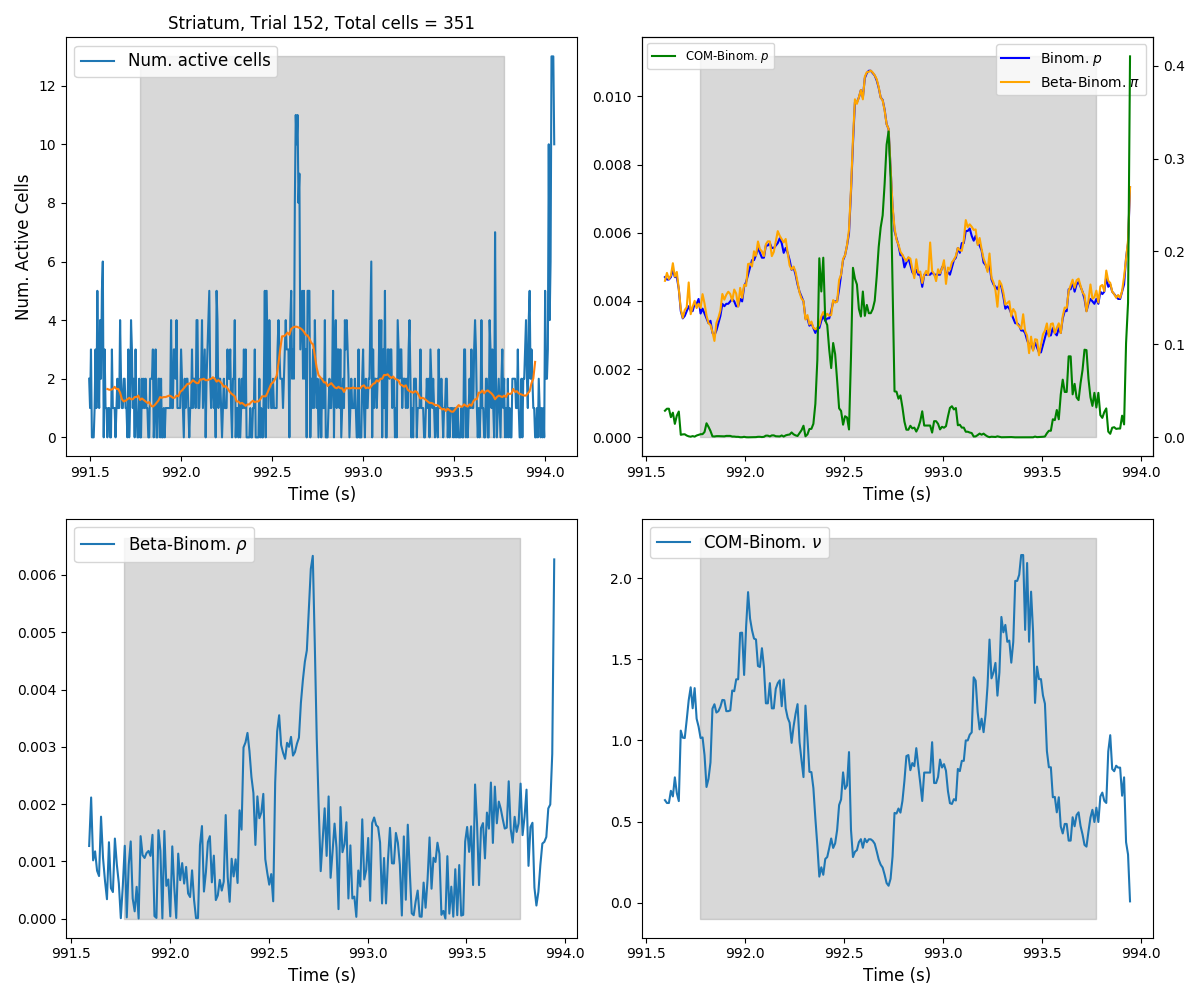 Striatum, Trial 152, Total cells = 351
Num. active cells
Num. Active Cells
12
10
8
6
4
2
0
991.5 992.0 992.5 993.0 993.5 994.0
Time (s)
COM-Binom. p
Binom. p
Beta-Binom. π
0.010
0.008
0.006
0.004
0.002
0.000
0.4
0.3
0.2
0.1
0.0
991.5 992.0 992.5 993.0 993.5 994.0
Time (s)
Beta-Binom. ρ
0.006
0.005
0.004
0.003
0.002
0.001
0.000
991.5 992.0 992.5 993.0 993.5 994.0
Time (s)
COM-Binom. ν
2.0
1.5
1.0
0.5
0.0
991.5 992.0 992.5 993.0 993.5 994.0
Time (s)